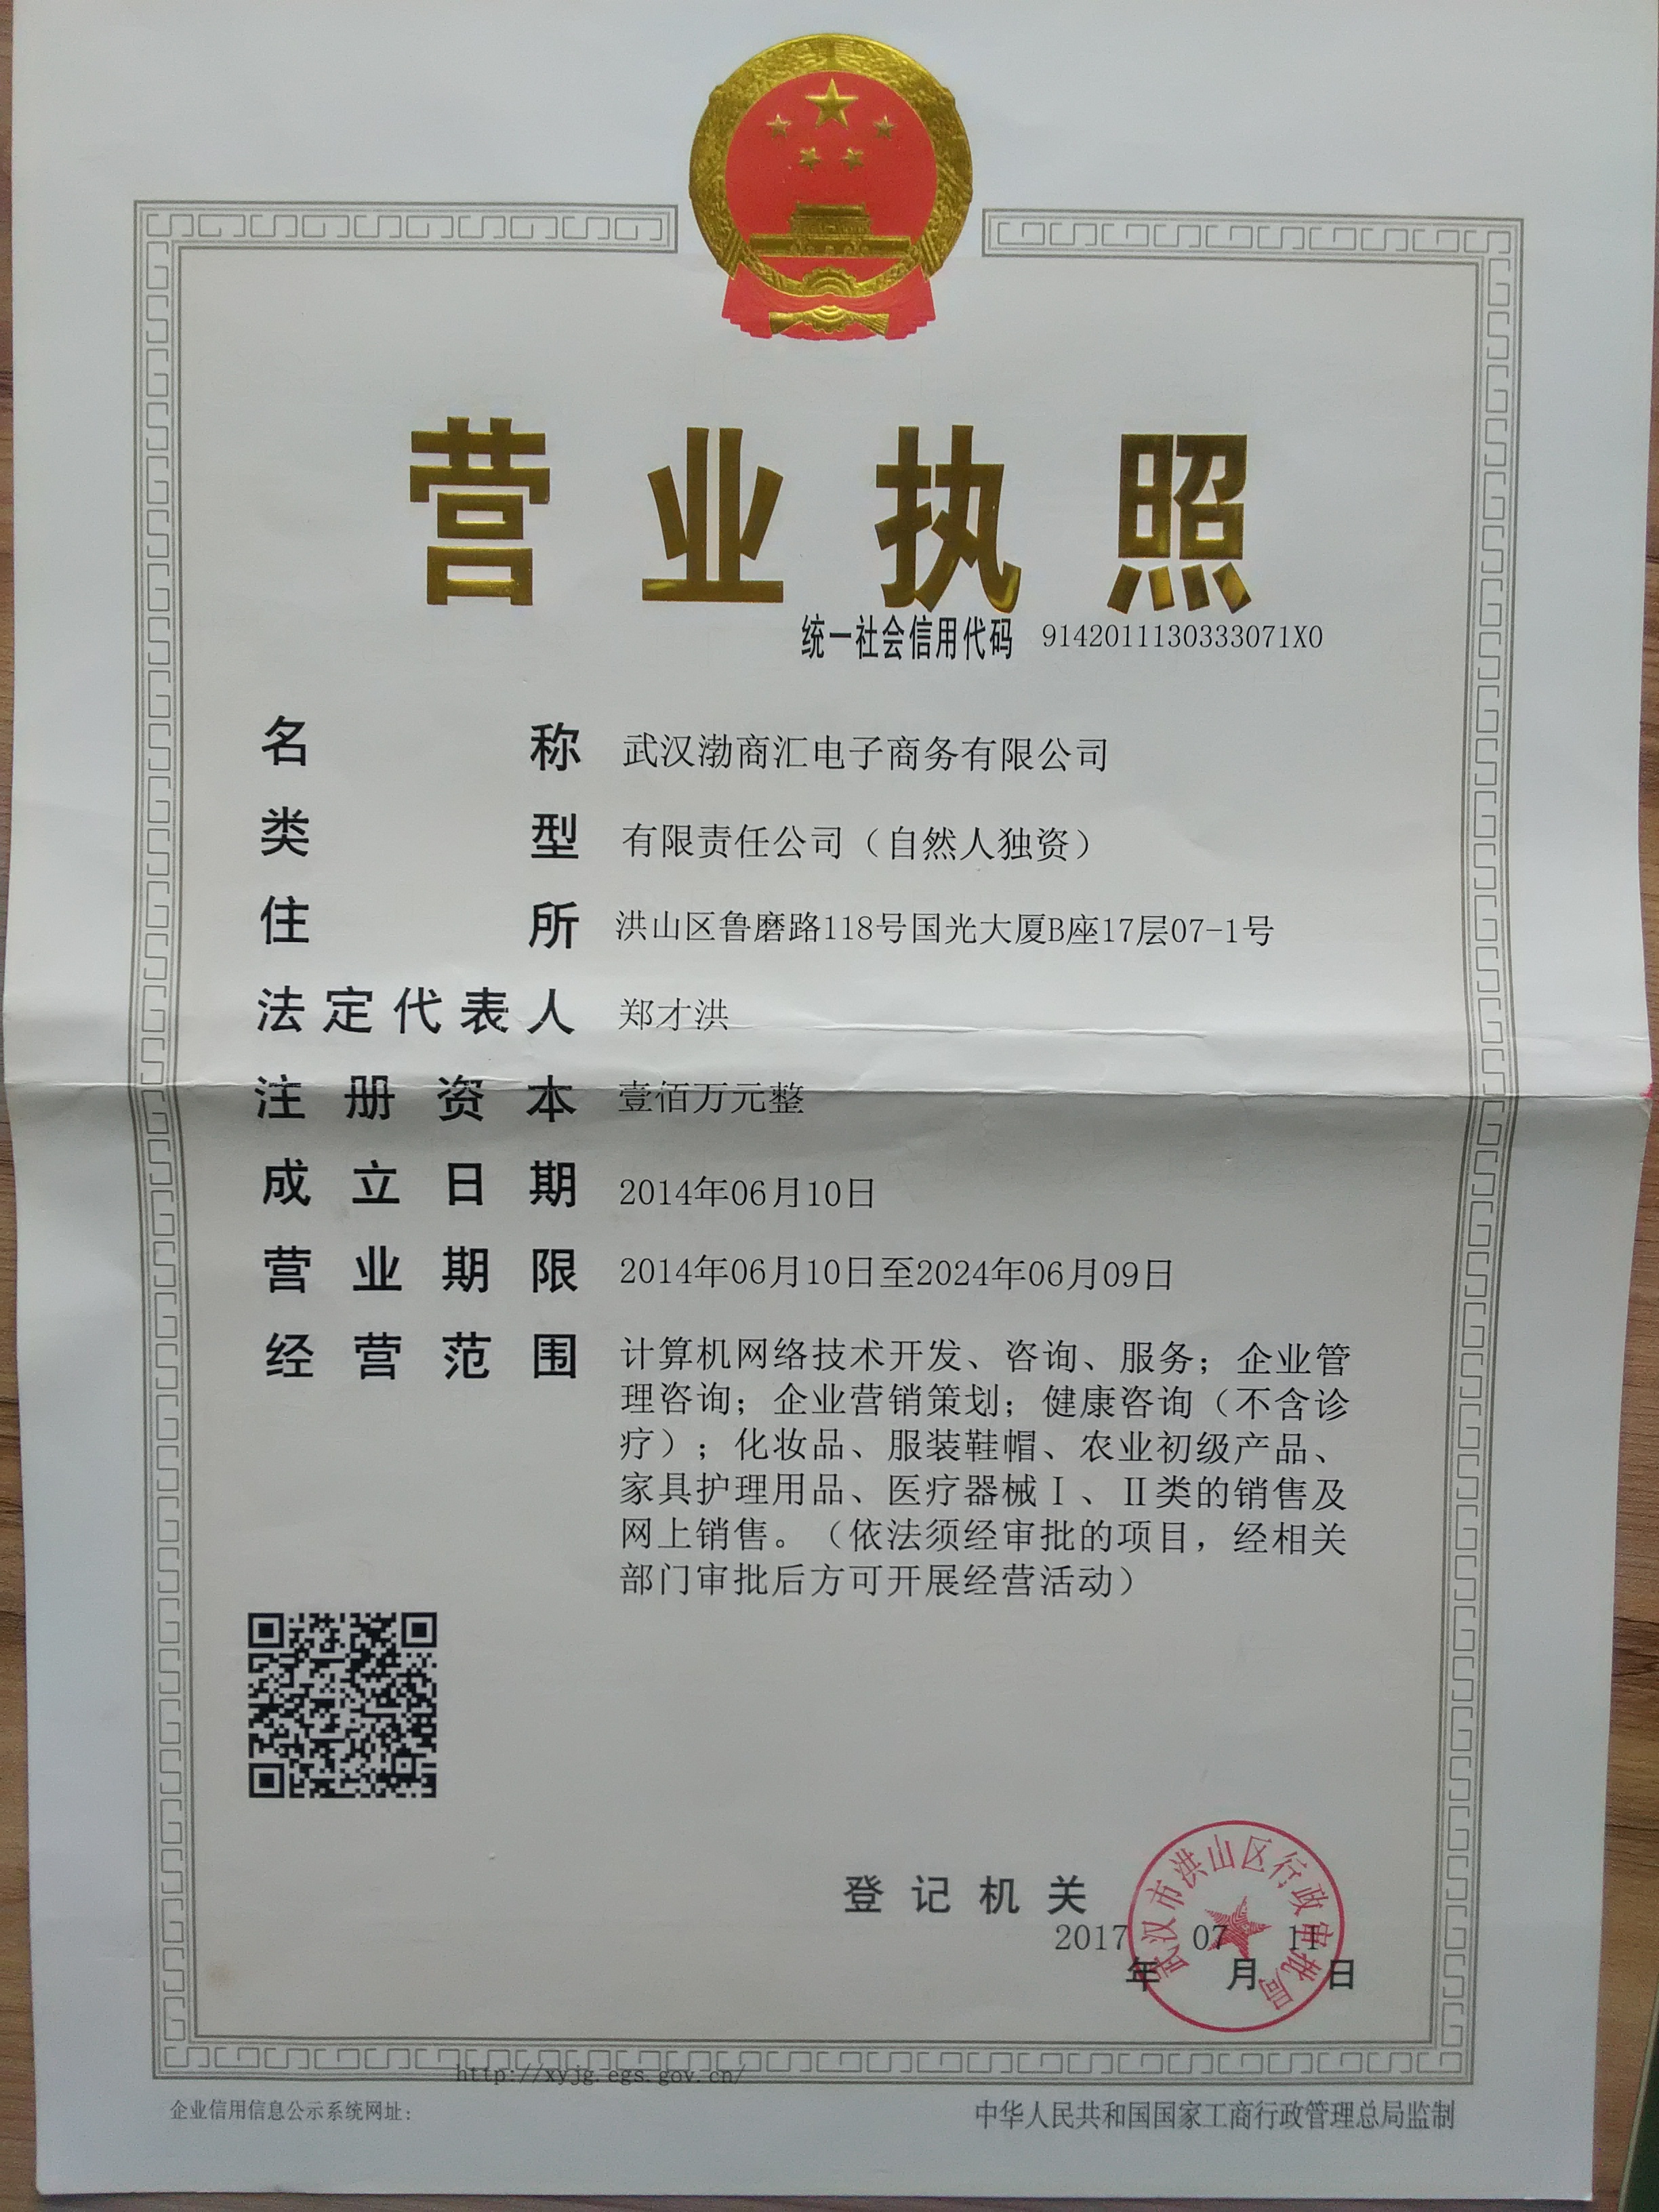 营业执照
统一社会信用代码 9142011130333071X0
名称 武汉渤商汇电子商务有限公司
类型 有限责任公司（自然人独资）
住所 洪山区鲁磨路118号国光大厦B座17层07-1号
法定代表人 郑才洪
注册资本 壹佰万元整
成立日期 2014年06月10日
营业期限 2014年06月10日至2024年06月09日
经营范围 计算机网络技术开发、咨询、服务；企业管
理咨询；企业营销策划；健康咨询（不含诊
疗）；化妆品、服装鞋帽、农业初级产品、
家具护理用品、医疗器械Ⅰ、Ⅱ类的销售及
网上销售。（依法须经审批的项目，经相关
部门审批后方可开展经营活动）
登记机关
武汉市洪山区行政审批局
2017 07 11
年 月 日
http://xyjg.egs.gov.cn/
企业信用信息公示系统网址：
中华人民共和国国家工商行政管理总局监制